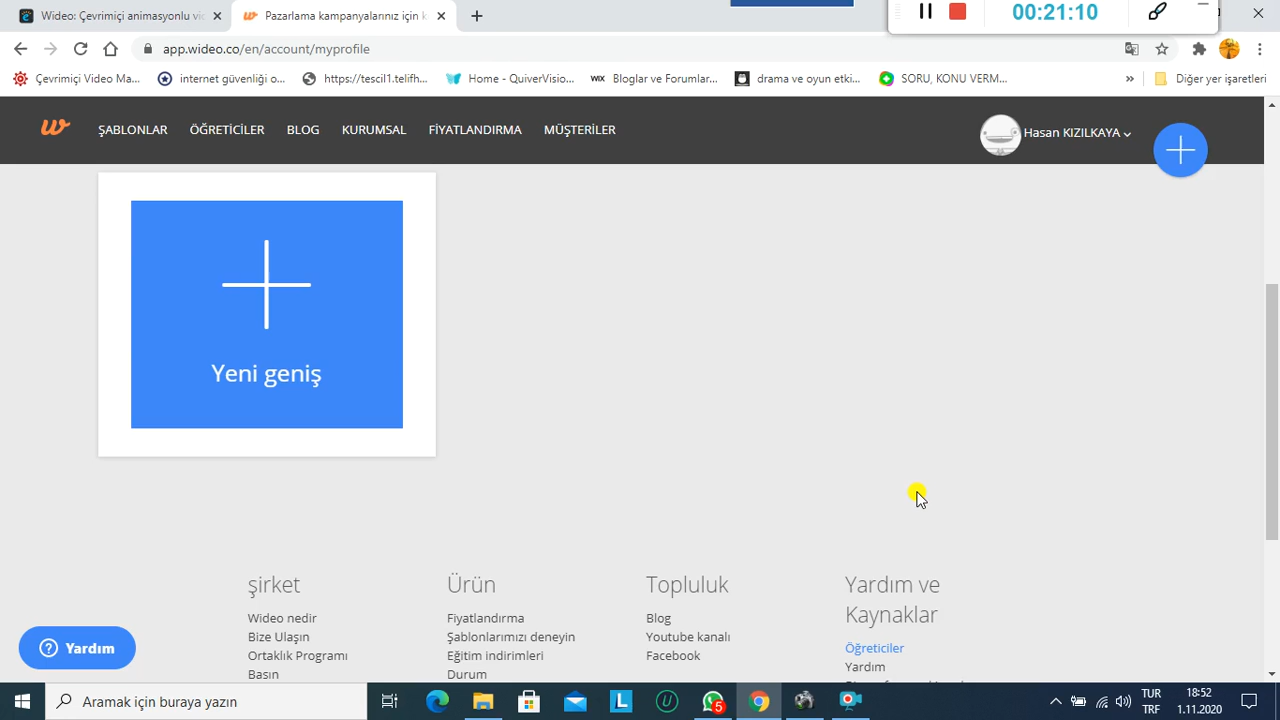 Wideo: Çevrimiçi animasyonlu vic
Pazarlama kampanyalarınız için k
00:21:10
app.wideo.co/en/account/myprofile
Çevrimiçi Video Ma...
internet güvenliği o...
https://tescil1.telifh...
Home - QuiverVision...
WIX
Bloglar ve Forumlar...
drama ve oyun etki...
SORU, KONU VERM...
»
Diğer yer işaretleri
ŞABLONLAR
ÖĞRETİCİLER
BLOG
KURUMSAL
FİYATLANDIRMA
MÜŞTERİLER
Hasan KIZILKAYA
Yeni geniş
şirket
Wideo nedir
Bize Ulaşın
Ortaklık Programı
Basın
Ürün
Fiyatlandırma
Şablonlarımızı deneyin
Eğitim indirimleri
Durum
Topluluk
Blog
Youtube kanalı
Facebook
Yardım ve
Kaynaklar
Öğreticiler
Yardım
Yardım
Aramak için buraya yazın
5
TUR
TRF
18:52
1.11.2020